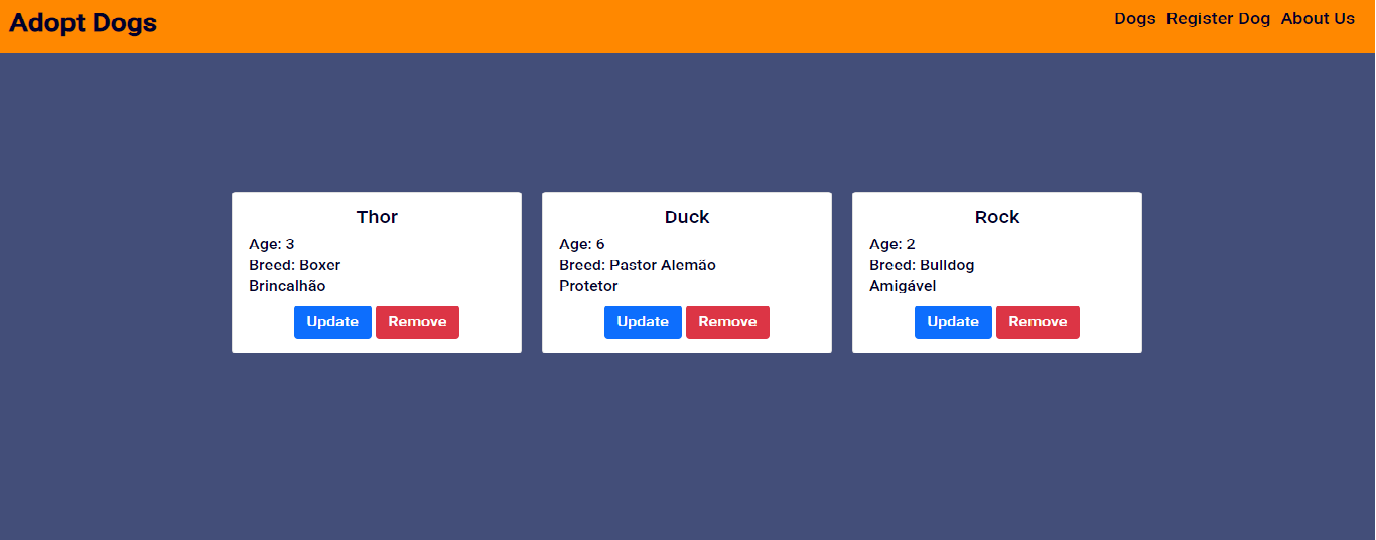 Adopt Dogs
Dogs Register Dog About Us
Thor
Age: 3
Breed: Boxer
Brincalhão
Update Remove
Duck
Age: 6
Breed: Pastor Alemão
Protetor
Update Remove
Rock
Age: 2
Breed: Bulldog
Amigável
Update Remove